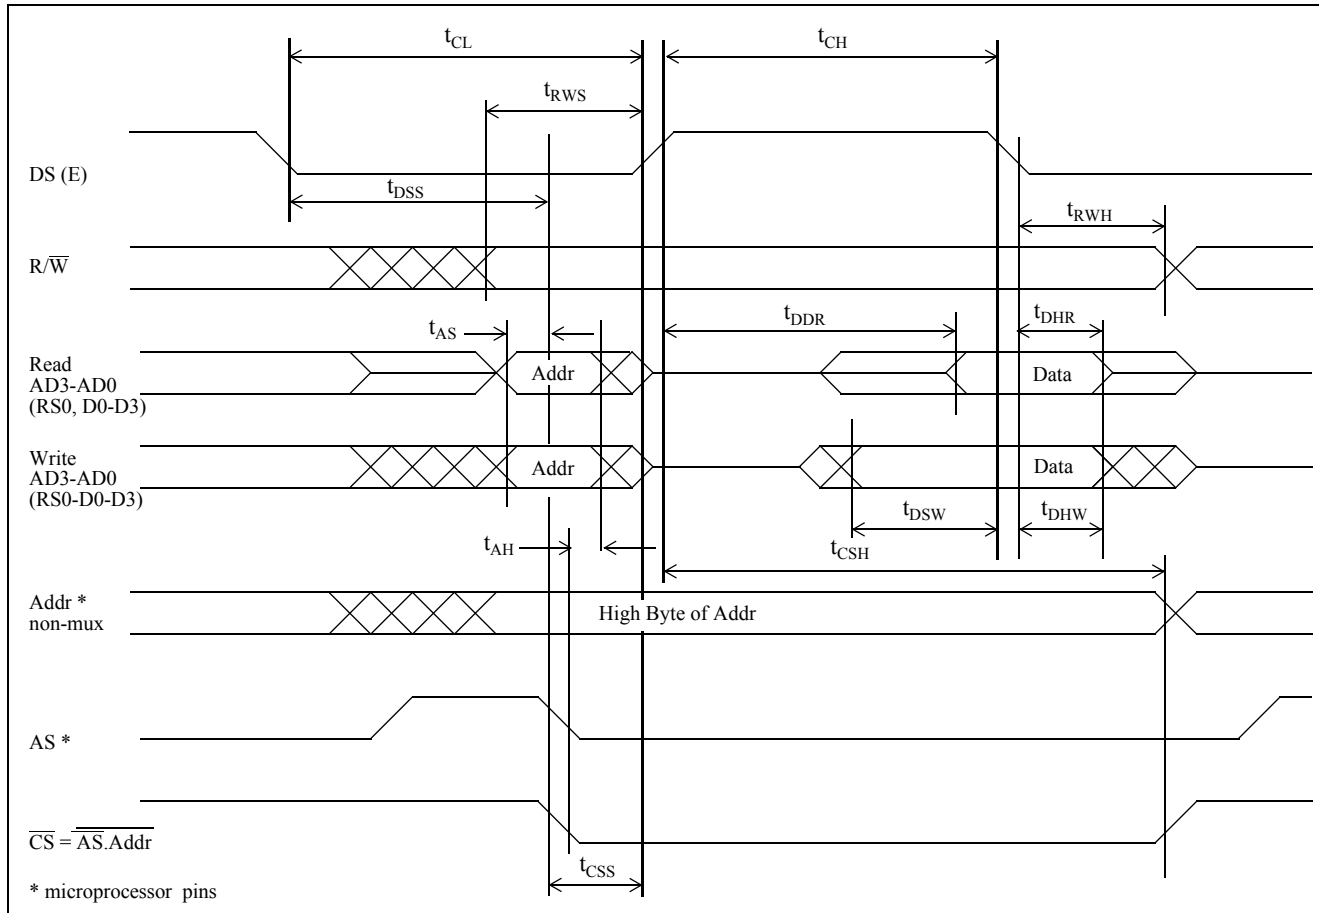 tCL
tCH
tRWS
DS (E)
tDSS
tRWH
R/W̅
tDDR
tDHR
tAS
Read
AD3-AD0
(RS0, D0-D3)
Addr
Data
Write
AD3-AD0
(RS0-D0-D3)
Addr
Data
tDSW
tDHW
tAH
tCSH
Addr *
non-mux
High Byte of Addr
AS *
CS = AS.Addr
tCSS
* microprocessor pins